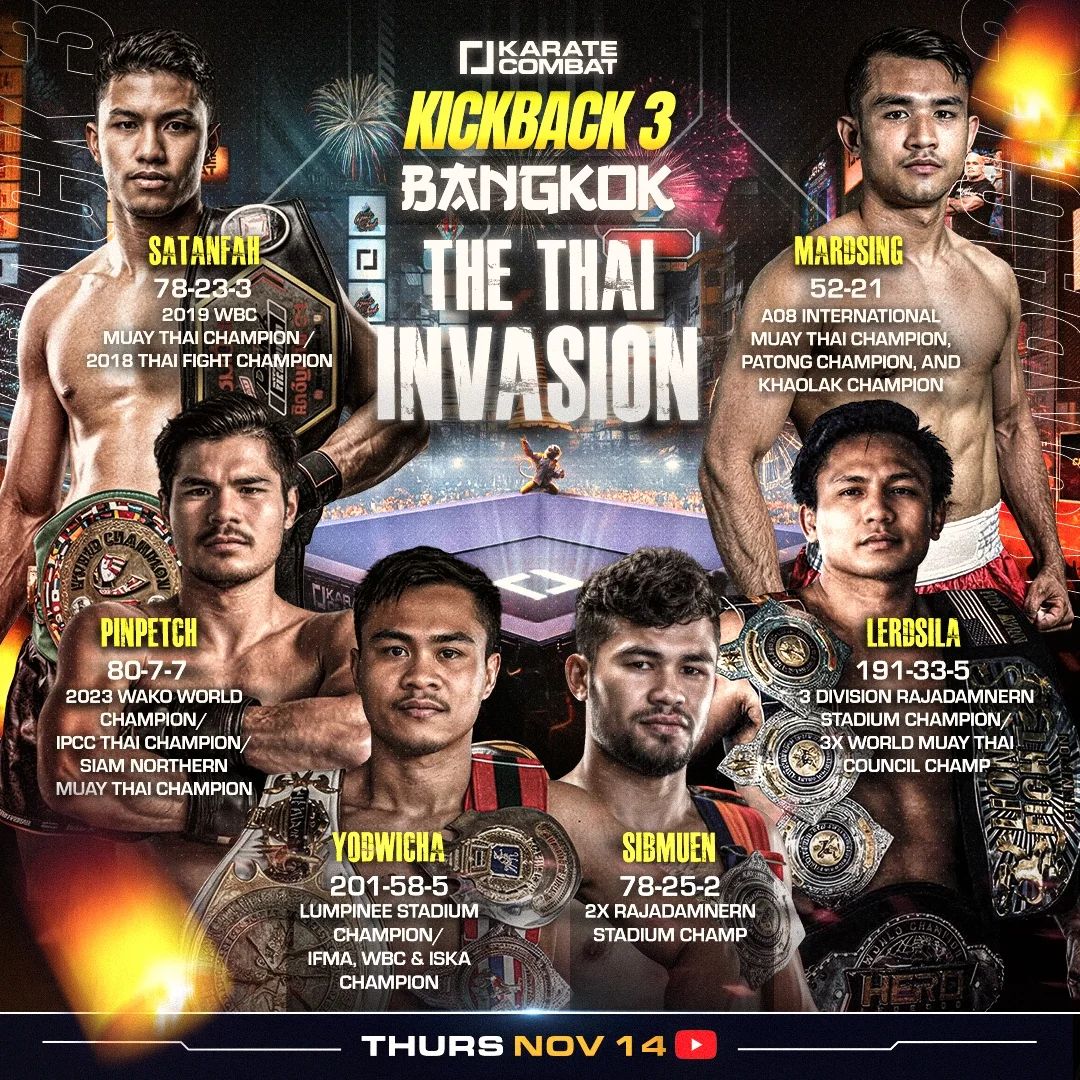 KARATE
COMBAT
KICKBACK 3
BANGKOK
THE THAI
INVASION
SATANFAH
78-23-3
2019 WBC
MUAY THAI CHAMPION /
2018 THAI FIGHT CHAMPION
MARDSING
52-21
A08 INTERNATIONAL
MUAY THAI CHAMPION,
PATONG CHAMPION, AND
KHAOLAK CHAMPION
PINPETCH
80-7-7
2023 WAKO WORLD
CHAMPION/
IPCC THAI CHAMPION/
SIAM NORTHERN
MUAY THAI CHAMPION
LERDSILA
191-33-5
3 DIVISION RAJADAMNERN
STADIUM CHAMPION/
3X WORLD MUAY THAI
COUNCIL CHAMP
YODWICHA
201-58-5
LUMPINEE STADIUM
CHAMPION/
IFMA, WBC & ISKA
CHAMPION
SIBMUEN
78-25-2
2X RAJADAMNERN
STADIUM CHAMP
WORLD CHAMPION
HERO
THURS NOV 14